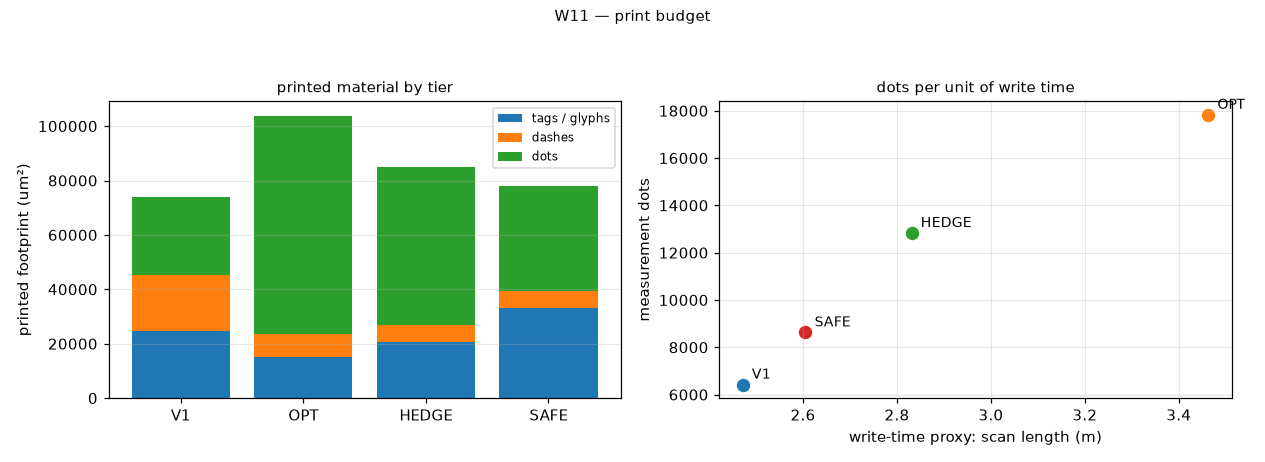 W11 — print budget
printed material by tier
printed footprint (um²)
100000
80000
60000
40000
20000
0
V1
OPT
HEDGE
SAFE
tags / glyphs
dashes
dots
dots per unit of write time
measurement dots
18000
16000
14000
12000
10000
8000
6000
OPT
HEDGE
SAFE
V1
2.6
2.8
3.0
3.2
3.4
write-time proxy: scan length (m)